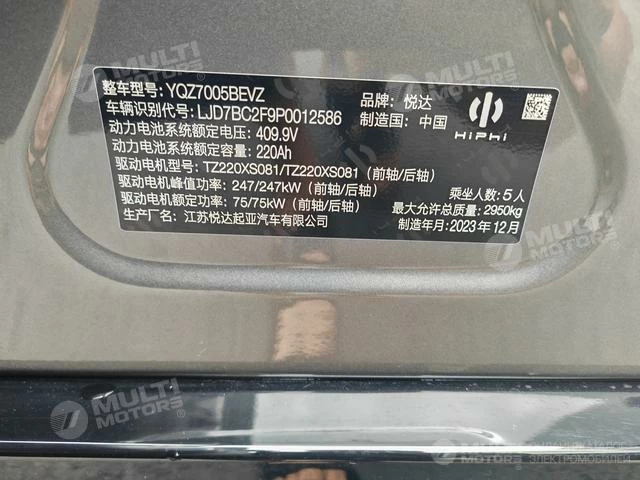 整车型号: YQZ7005BEVZ
品牌: 悦达
车辆识别代号: LJD7BC2F9P0012586
制造国: 中国
HIPHI
动力电池系统额定电压: 409.9V
动力电池系统额定容量: 220Ah
驱动电机型号: TZ220XS081/TZ220XS081 (前轴/后轴)
驱动电机峰值功率: 247/247kW (前轴/后轴)
乘坐人数: 5人
驱动电机额定功率: 75/75kW (前轴/后轴)
最大允许总质量: 2950kg
生产厂名: 江苏悦达起亚汽车有限公司
制造年月: 2023年12月
MULTI MOTORS
MULTI MOTORS
MULTI MOTORS
MULTI MOTORS
MULTI MOTORS
ЭЛЕКТРОМОБИЛЕЙ